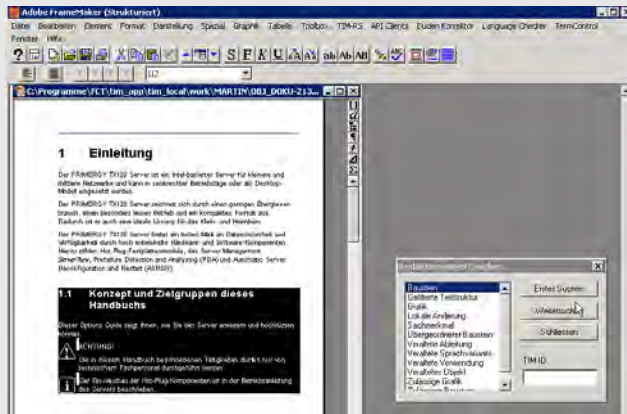 Adobe FrameMaker (Strukturiert)
Datei Bearbeiten Element Format Darstellung Spezial Graphik Tabelle Toolbox TIM-RS API Clients Duden Korrektor Language Checker TermControl
Fenster Hilfe
S F K U
U2
C:\Programme\FCT\tim_app\tim_local\work\MARTIN\OBJ_DOKU-213...
1 Einleitung
Der PRIMERGY TX120 Server ist ein Intel-basierter Server für kleinere und
mittlere Netzwerke und kann in senkrechter Betriebslage oder als Desktop-
Modell eingesetzt werden.
Der PRIMERGY TX120 Server zeichnet sich durch einen geringen Energiever-
brauch, einen besonders leisen Betrieb und ein kompaktes Format aus.
Dadurch ist er auch eine ideale Lösung für das Klein- und Heimbüro.
Der PRIMERGY TX120 Server bietet ein hohes Maß an Datensicherheit und
Verfügbarkeit durch hoch entwickelte Hardware- und Software-Komponenten.
Hierzu zählen Hot-Plug-Festplattenmodule, das Server Management
ServerView, Prefailure Detection and Analysing (PDA) und Automatic Server
Reconfiguration and Restart (ASR&R).
1.1 Konzept und Zielgruppen dieses
Handbuchs
Dieser Options Guide zeigt Ihnen, wie Sie den Server erweitern und hochrüsten
können.
ACHTUNG!
Die in diesem Handbuch beschriebenen Tätigkeiten dürfen nur von
technischem Fachpersonal durchgeführt werden.
Der Ein-/Ausbau der Hot-Plug-Komponenten ist in der Betriebsanleitung
des Servers beschrieben.
Baustein
Gefilterte Textstruktur
Grafik
Lokale Änderung
Sachmerkmal
Übergeordneter Baustein
Veraltete Ableitung
Veraltete Sprachvariante
Veraltete Verwendung
Veraltetes Objekt
Zulässige Grafik
Erstes Suchen
Weitersuchen
Schliessen
TIM ID